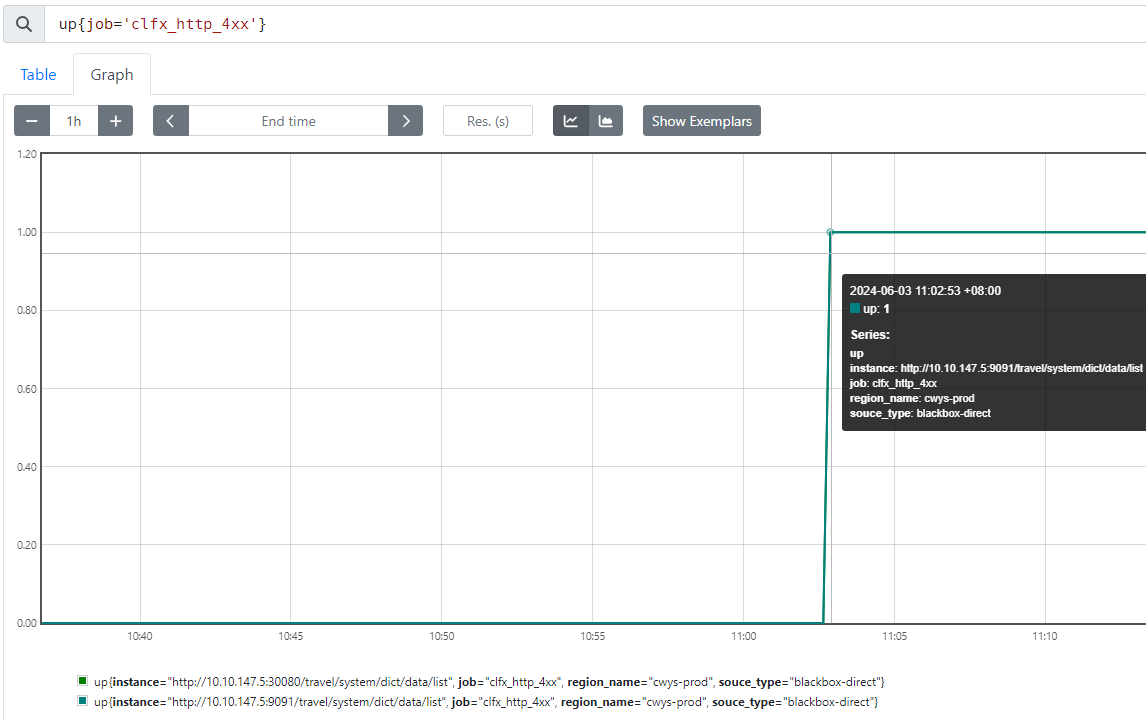 up{job='clfx_http_4xx'}
Table Graph
1h End time Res. (s) Show Exemplars
1.20
1.00
0.80
0.60
0.40
0.20
0.00
2024-06-03 11:02:53 +08:00
up: 1
Series:
up
instance: http://10.10.147.5:9091/travel/system/dict/data/list
job: clfx_http_4xx
region_name: cwys-prod
souce_type: blackbox-direct
10:40 10:45 10:50 10:55 11:00 11:05 11:10
up{instance="http://10.10.147.5:30080/travel/system/dict/data/list", job="clfx_http_4xx", region_name="cwys-prod", souce_type="blackbox-direct"}
up{instance="http://10.10.147.5:9091/travel/system/dict/data/list", job="clfx_http_4xx", region_name="cwys-prod", souce_type="blackbox-direct"}